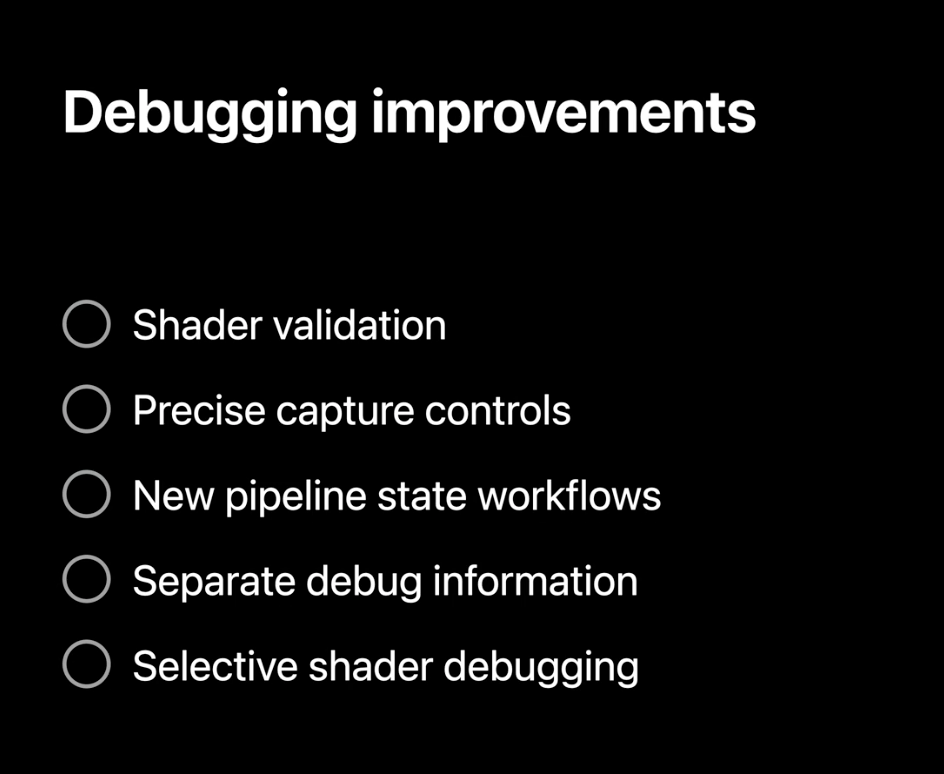 Debugging improvements
Shader validation
Precise capture controls
New pipeline state workflows
Separate debug information
Selective shader debugging